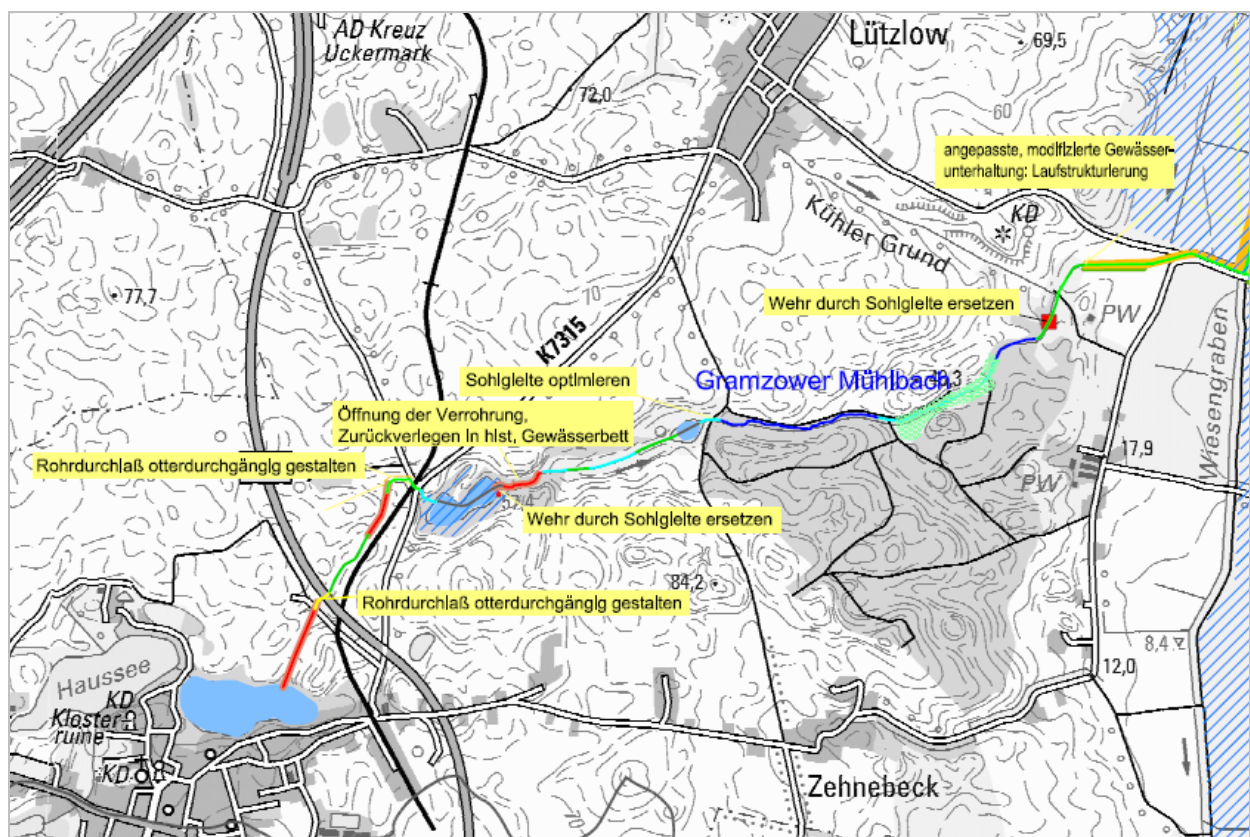 AD Kreuz
Uckermark
Lützlow
69,5
72,0
60
angepasste, modifizierte Gewässer-
unterhaltung: Laufstrukturierung
Kühler Grund
KD
77,7
70
K7315
Wehr durch Sohlgleite ersetzen
PW
Sohlgleite optimieren
Gramzower Mühlbach
Wiesengraben
Öffnung der Verrohrung,
Zurückverlegen in hist, Gewässerbett
Rohrdurchlaß otterdurchgängig gestalten
17,9
PW
Wehr durch Sohlgleite ersetzen
84,2
Rohrdurchlaß otterdurchgängig gestalten
8,4
12,0
Haussee
KD
Kloster-
ruine
KD
Zehnebeck
70